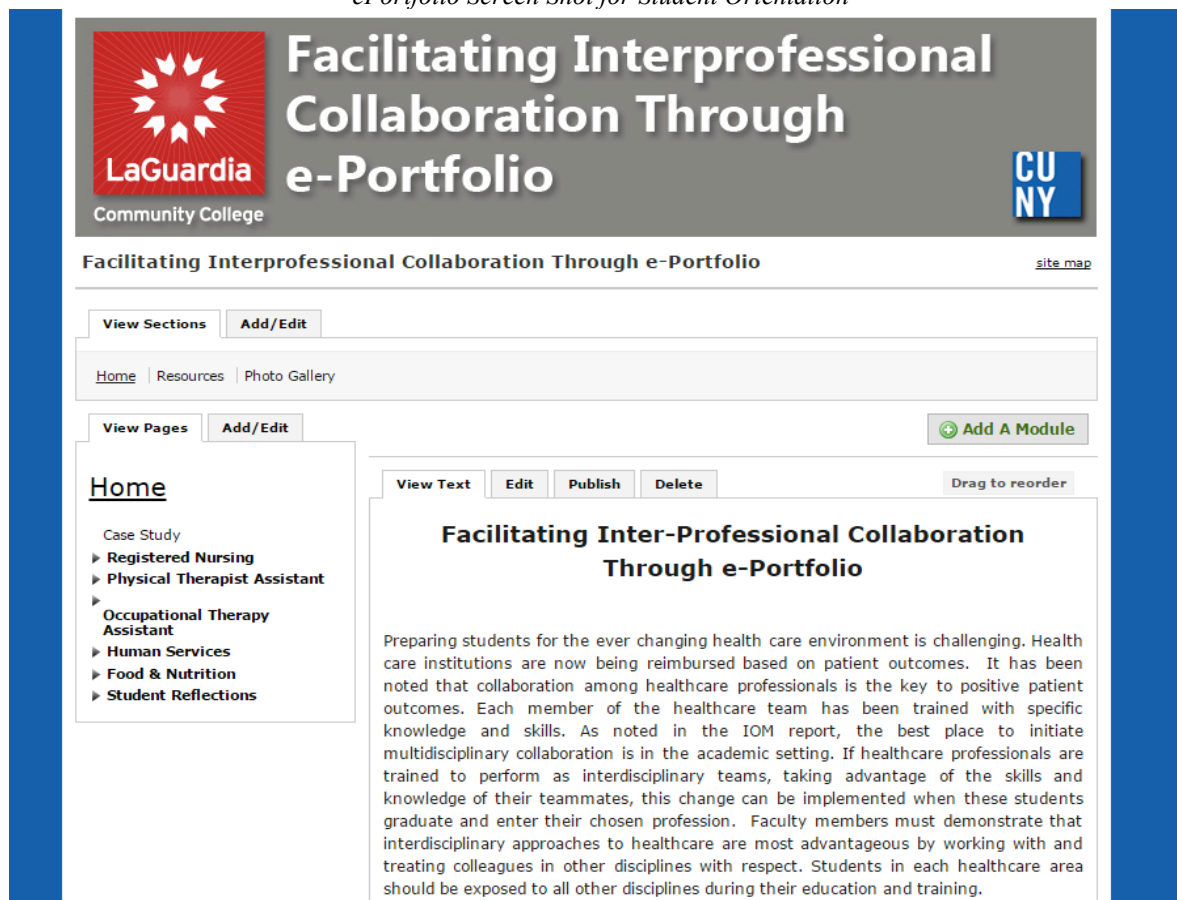 ePortfolio Screen Shot for Student Orientation
Facilitating Interprofessional
Collaboration Through
e-Portfolio
LaGuardia
Community College
CU
NY
Facilitating Interprofessional Collaboration Through e-Portfolio
site map
View Sections
Add/Edit
Home
Resources
Photo Gallery
View Pages
Add/Edit
Add A Module
Home
Case Study
Registered Nursing
Physical Therapist Assistant
Occupational Therapy
Assistant
Human Services
Food & Nutrition
Student Reflections
View Text
Edit
Publish
Delete
Drag to reorder
Facilitating Inter-Professional Collaboration
Through e-Portfolio
Preparing students for the ever changing health care environment is challenging. Health
care institutions are now being reimbursed based on patient outcomes. It has been
noted that collaboration among healthcare professionals is the key to positive patient
outcomes. Each member of the healthcare team has been trained with specific
knowledge and skills. As noted in the IOM report, the best place to initiate
multidisciplinary collaboration is in the academic setting. If healthcare professionals are
trained to perform as interdisciplinary teams, taking advantage of the skills and
knowledge of their teammates, this change can be implemented when these students
graduate and enter their chosen profession. Faculty members must demonstrate that
interdisciplinary approaches to healthcare are most advantageous by working with and
treating colleagues in other disciplines with respect. Students in each healthcare area
should be exposed to all other disciplines during their education and training.